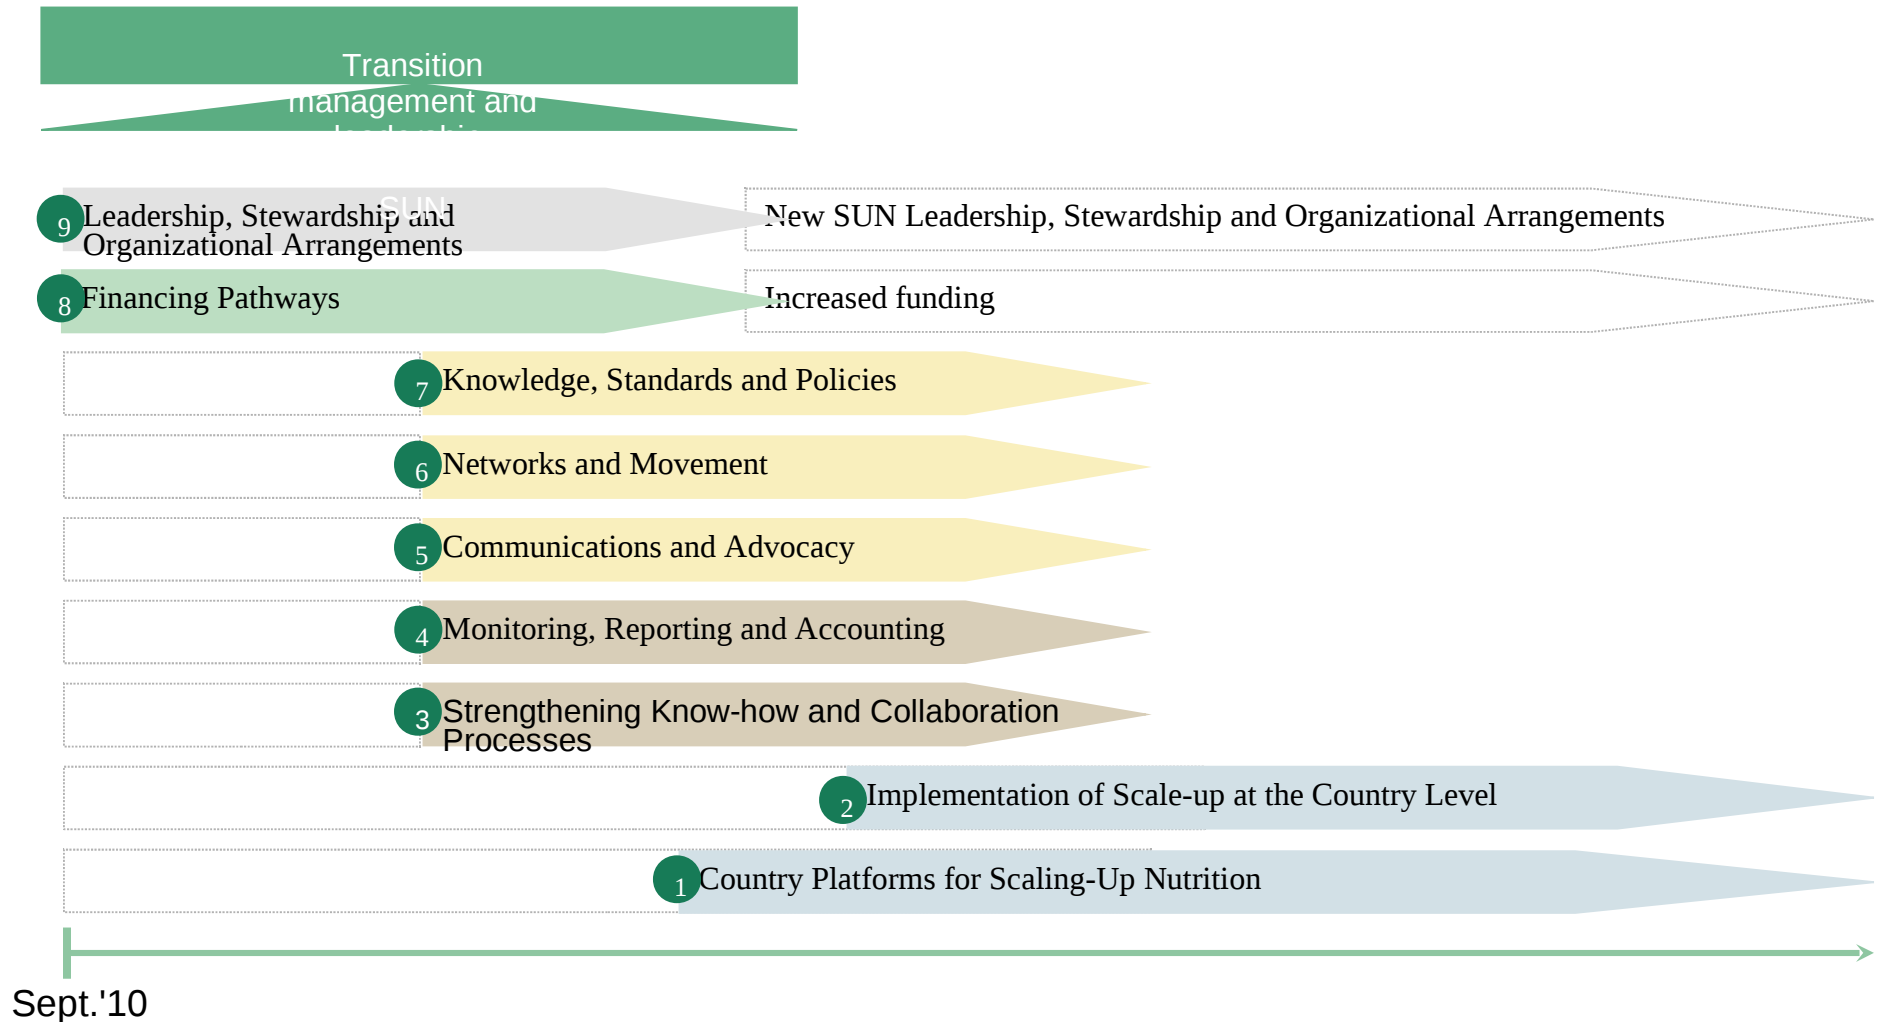 Transition
management and
leadership
SUN
9
Leadership, Stewardship and
Organizational Arrangements
New SUN Leadership, Stewardship and Organizational Arrangements
8
Financing Pathways
Increased funding
7
Knowledge, Standards and Policies
6
Networks and Movement
5
Communications and Advocacy
4
Monitoring, Reporting and Accounting
3
Strengthening Know-how and Collaboration
Processes
2
Implementation of Scale-up at the Country Level
1
Country Platforms for Scaling-Up Nutrition
Sept.'10